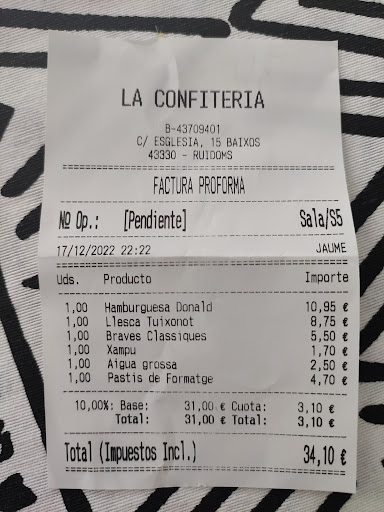 LA CONFITERIA
B-43709401
C/ ESGLESIA, 15 BAIXOS
43330 - RUIDOMS
FACTURA PROFORMA
Nº Op.: [Pendiente] Sala/S5
17/12/2022 22:22 JAUME
Uds. Producto Importe
1,00 Hamburguesa Donald 10,95 €
1,00 Llesca Tuixonot 8,75 €
1,00 Braves Classiques 5,50 €
1,00 Xampu 1,70 €
1,00 Aigua grossa 2,50 €
1,00 Pastis de Formatge 4,70 €
10,00%: Base: 31,00 € Cuota: 3,10 €
Total: 31,00 € Total: 3,10 €
Total (Impuestos Incl.) 34,10 €